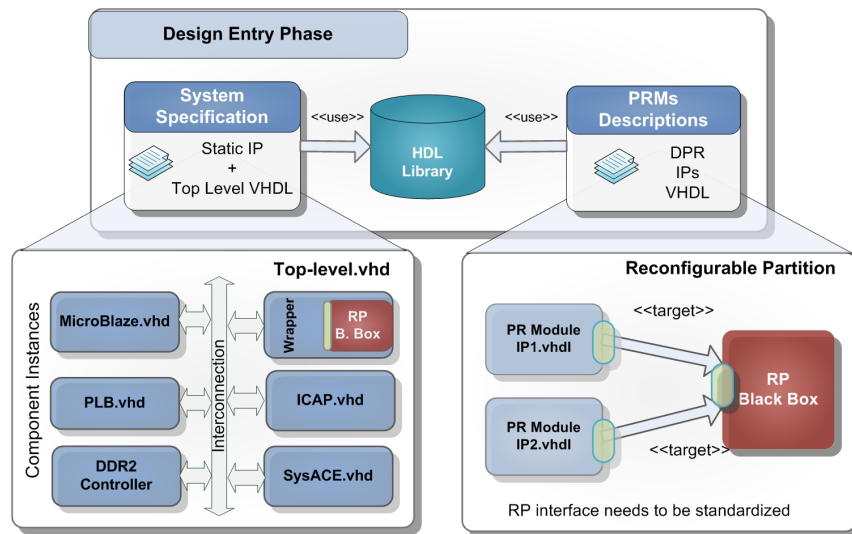 Design Entry Phase
System
Specification
Static IP
+
Top Level VHDL
<<use>>
HDL
Library
<<use>>
PRMs
Descriptions
DPR
IPs
VHDL
Top-level.vhd
Component Instances
MicroBlaze.vhd
PLB.vhd
DDR2
Controller
Interconnection
Wrapper
RP
B. Box
ICAP.vhd
SysACE.vhd
Reconfigurable Partition
PR Module
IP1.vhdl
PR Module
IP2.vhdl
<<target>>
<<target>>
RP
Black Box
RP interface needs to be standardized